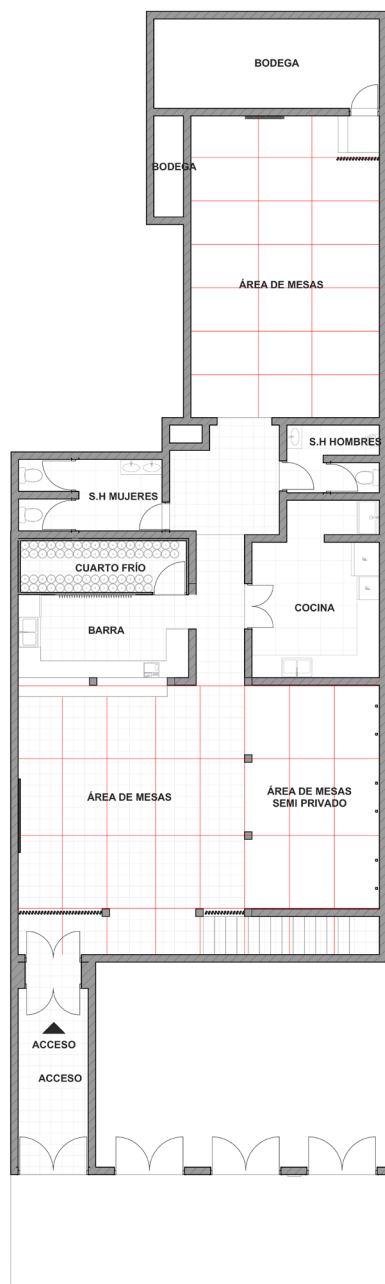 BODEGA
BODEGA
ÁREA DE MESAS
S.H HOMBRES
S.H MUJERES
CUARTO FRÍO
COCINA
BARRA
ÁREA DE MESAS
ÁREA DE MESAS
SEMI PRIVADO
ACCESO
ACCESO